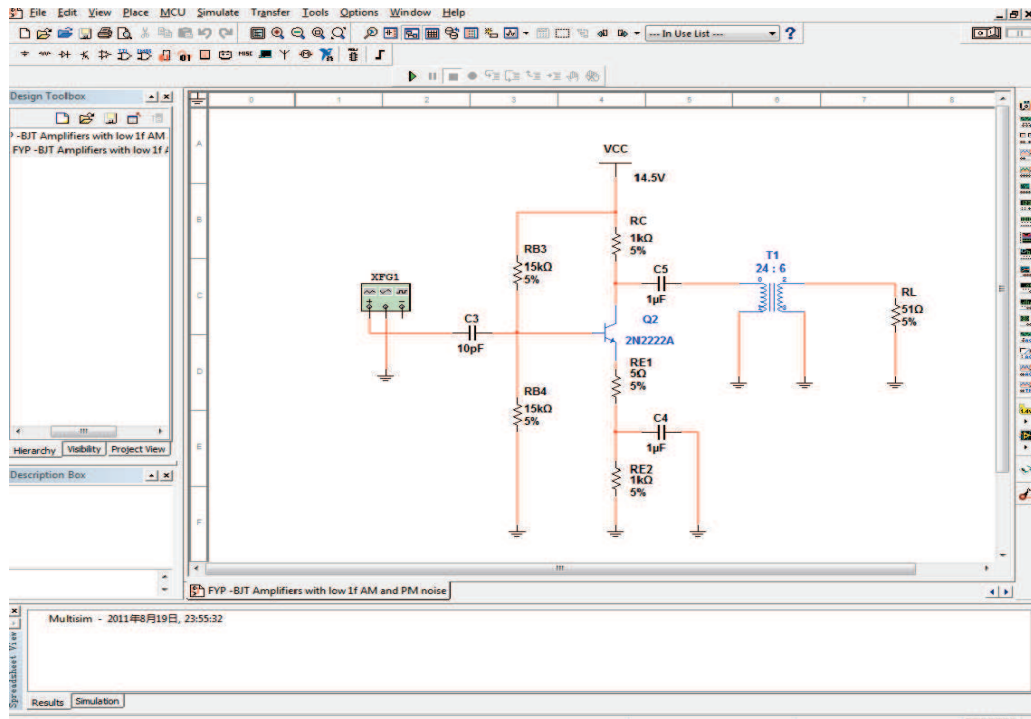 File Edit View Place MCU Simulate Transfer Tools Options Window Help
--- In Use List ---
Design Toolbox
-BJT Amplifiers with low 1f AM
FYP -BJT Amplifiers with low 1f A
Hierarchy Visibility Project View
Description Box
0 1 2 3 4 5 6 7 8
A
B
C
D
E
F
VCC
14.5V
RC
1kΩ
5%
RB3
15kΩ
5%
XFG1
C3
10pF
C5
1µF
T1
24 : 6
RL
51Ω
5%
Q2
2N2222A
RE1
5Ω
5%
RB4
15kΩ
5%
C4
1µF
RE2
1kΩ
5%
FYP -BJT Amplifiers with low 1f AM and PM noise
Multisim - 2011年8月19日, 23:55:32
Spreadsheet View
Results Simulation